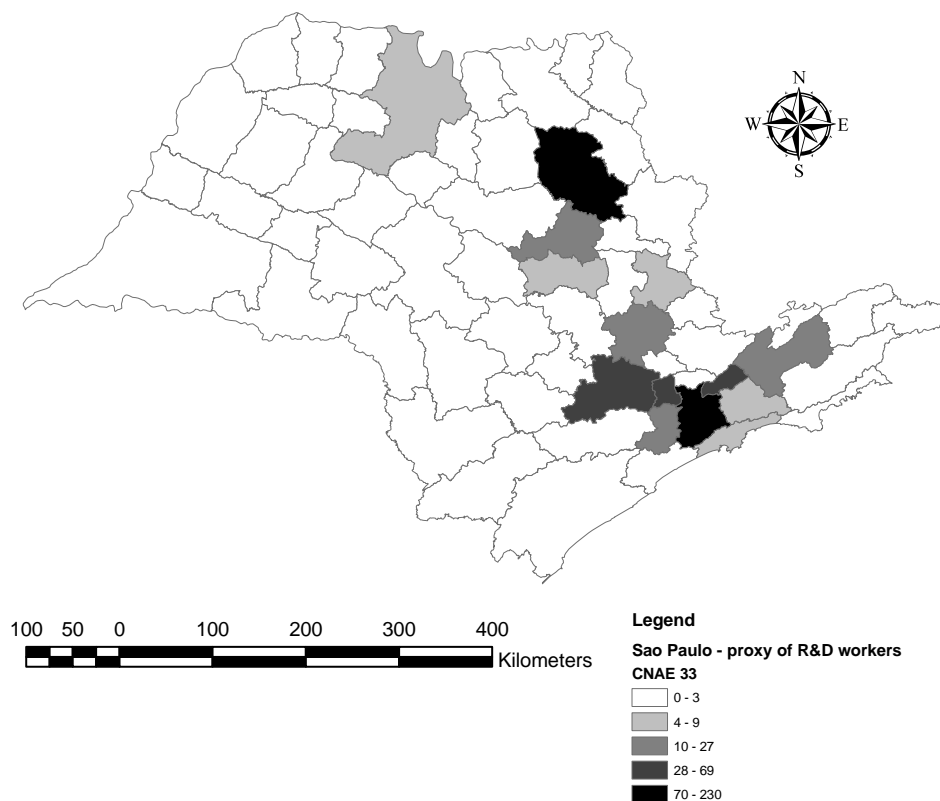 N
W E
S
100 50 0 100 200 300 400
Kilometers
Legend
Sao Paulo - proxy of R&D workers
CNAE 33
0 - 3
4 - 9
10 - 27
28 - 69
70 - 230